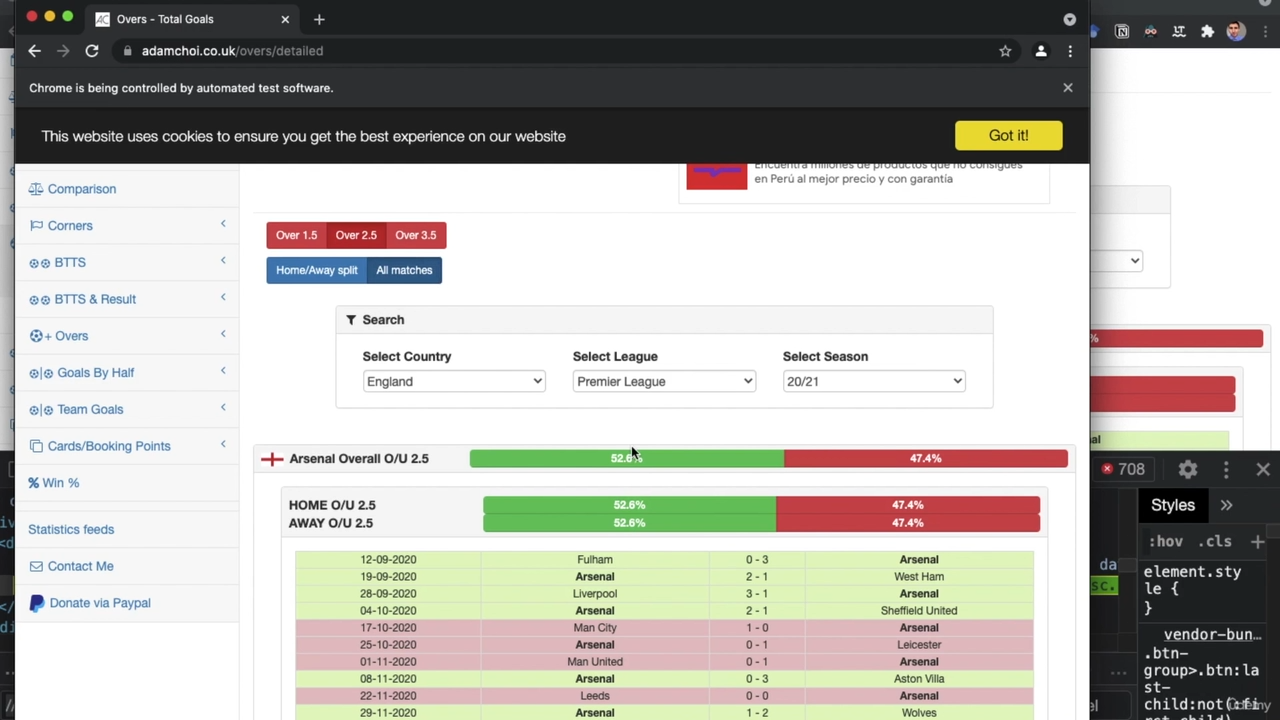 Overs - Total Goals
adamchoi.co.uk/overs/detailed
Chrome is being controlled by automated test software.
This website uses cookies to ensure you get the best experience on our website
Got it!
Encuentra millones de productos que no consigues
en Perú al mejor precio y con garantía
Comparison
Corners
BTTS
BTTS & Result
+ Overs
Goals By Half
Team Goals
Cards/Booking Points
Win %
Statistics feeds
Contact Me
Donate via Paypal
Over 1.5 Over 2.5 Over 3.5
Home/Away split All matches
Search
Select Country Select League Select Season
England Premier League 20/21
Arsenal Overall O/U 2.5 52.6% 47.4%
HOME O/U 2.5 52.6% 47.4%
AWAY O/U 2.5 52.6% 47.4%
12-09-2020 Fulham 0 - 3 Arsenal
19-09-2020 Arsenal 2 - 1 West Ham
28-09-2020 Liverpool 3 - 1 Arsenal
04-10-2020 Arsenal 2 - 1 Sheffield United
17-10-2020 Man City 1 - 0 Arsenal
25-10-2020 Arsenal 0 - 1 Leicester
01-11-2020 Man United 0 - 1 Arsenal
08-11-2020 Arsenal 0 - 3 Aston Villa
22-11-2020 Leeds 0 - 0 Arsenal
29-11-2020 Arsenal 1 - 2 Wolves
%
al
708
Styles
:hov .cls +
da
sc.
element.sty
le {
}
vendor-bun…
.btn-
group>.btn:la
st-
child:not(:fi
Udemy